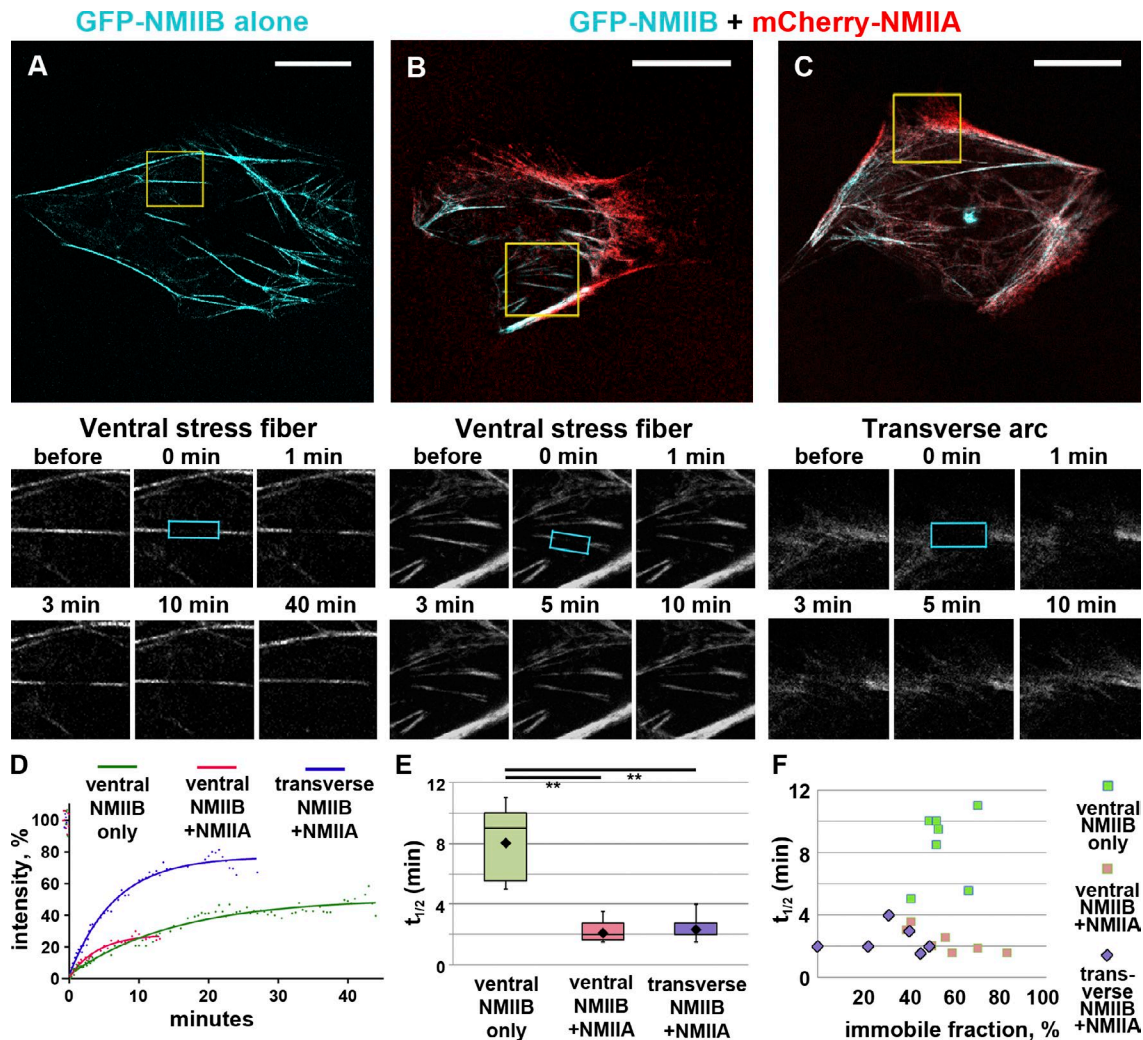 GFP-NMIIB alone
GFP-NMIIB + mCherry-NMIIA
A
B
C
Ventral stress fiber
before 0 min 1 min
3 min 10 min 40 min
Ventral stress fiber
before 0 min 1 min
3 min 5 min 10 min
Transverse arc
before 0 min 1 min
3 min 5 min 10 min
D
ventral
NMIIB
only
ventral
NMIIB
+NMIIA
transverse
NMIIB
+NMIIA
intensity, %
100
80
60
40
20
0
0 10 20 30 40
minutes
E
**
**
t1/2 (min)
12
8
4
0
ventral
NMIIB
only
ventral
NMIIB
+NMIIA
transverse
NMIIB
+NMIIA
F
t1/2 (min)
12
8
4
0
0 20 40 60 80 100
immobile fraction, %
ventral
NMIIB
only
ventral
NMIIB
+NMIIA
trans-
verse
NMIIB
+NMIIA